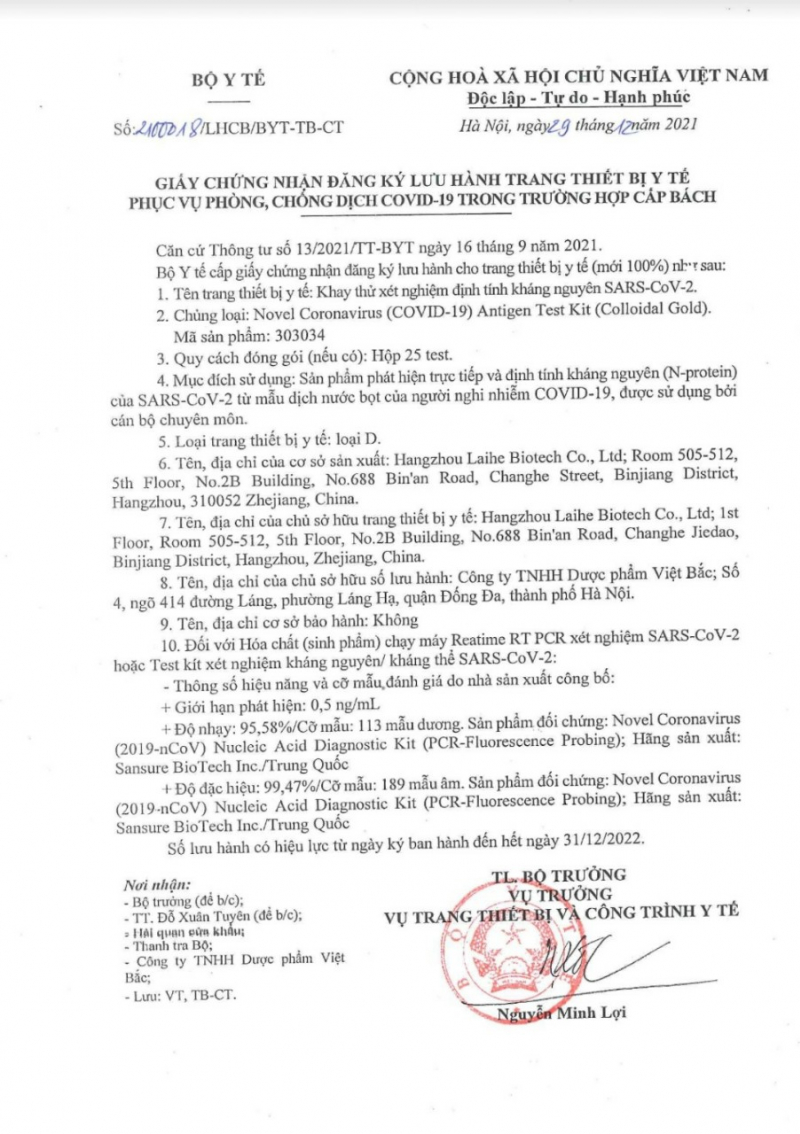 BỘ Y TẾ
CỘNG HOÀ XÃ HỘI CHỦ NGHĨA VIỆT NAM
Độc lập - Tự do - Hạnh phúc
Số:2100018/LHCB/BYT-TB-CT
Hà Nội, ngày29 tháng12năm 2021
GIẤY CHỨNG NHẬN ĐĂNG KÝ LƯU HÀNH TRANG THIẾT BỊ Y TẾ
PHỤC VỤ PHÒNG, CHỐNG DỊCH COVID-19 TRONG TRƯỜNG HỢP CẤP BÁCH
Căn cứ Thông tư số 13/2021/TT-BYT ngày 16 tháng 9 năm 2021.
Bộ Y tế cấp giấy chứng nhận đăng ký lưu hành cho trang thiết bị y tế (mới 100%) như sau:
1. Tên trang thiết bị y tế: Khay thử xét nghiệm định tính kháng nguyên SARS-CoV-2.
2. Chủng loại: Novel Coronavirus (COVID-19) Antigen Test Kit (Colloidal Gold).
Mã sản phẩm: 303034
3. Quy cách đóng gói (nếu có): Hộp 25 test.
4. Mục đích sử dụng: Sản phẩm phát hiện trực tiếp và định tính kháng nguyên (N-protein)
của SARS-CoV-2 từ mẫu dịch nước bọt của người nghi nhiễm COVID-19, được sử dụng bởi
cán bộ chuyên môn.
5. Loại trang thiết bị y tế: loại D.
6. Tên, địa chỉ của cơ sở sản xuất: Hangzhou Laihe Biotech Co., Ltd; Room 505-512,
5th Floor, No.2B Building, No.688 Bin'an Road, Changhe Street, Binjiang District,
Hangzhou, 310052 Zhejiang, China.
7. Tên, địa chỉ của chủ sở hữu trang thiết bị y tế: Hangzhou Laihe Biotech Co., Ltd; 1st
Floor, Room 505-512, 5th Floor, No.2B Building, No.688 Bin'an Road, Changhe Jiedao,
Binjiang District, Hangzhou, Zhejiang, China.
8. Tên, địa chỉ của chủ sở hữu số lưu hành: Công ty TNHH Dược phẩm Việt Bắc; Số
4, ngõ 414 đường Láng, phường Láng Hạ, quận Đống Đa, thành phố Hà Nội.
9. Tên, địa chỉ cơ sở bảo hành: Không
10. Đối với Hóa chất (sinh phẩm) chạy máy Reatime RT PCR xét nghiệm SARS-CoV-2
hoặc Test kít xét nghiệm kháng nguyên/ kháng thể SARS-CoV-2:
- Thông số hiệu năng và cỡ mẫu đánh giá do nhà sản xuất công bố:
+ Giới hạn phát hiện: 0,5 ng/mL
+ Độ nhạy: 95,58%/Cỡ mẫu: 113 mẫu dương. Sản phẩm đối chứng: Novel Coronavirus
(2019-nCoV) Nucleic Acid Diagnostic Kit (PCR-Fluorescence Probing); Hãng sản xuất:
Sansure BioTech Inc./Trung Quốc
+ Độ đặc hiệu: 99,47%/Cỡ mẫu: 189 mẫu âm. Sản phẩm đối chứng: Novel Coronavirus
(2019-nCoV) Nucleic Acid Diagnostic Kit (PCR-Fluorescence Probing); Hãng sản xuất:
Sansure BioTech Inc./Trung Quốc
Số lưu hành có hiệu lực từ ngày ký ban hành đến hết ngày 31/12/2022.
Nơi nhận:
- Bộ trưởng (để b/c);
- TT. Đỗ Xuân Tuyên (để b/c);
- Hải quan cửa khẩu;
- Thanh tra Bộ;
- Công ty TNHH Dược phẩm Việt
Bắc;
- Lưu: VT, TB-CT.
TL. BỘ TRƯỞNG
VỤ TRƯỞNG
VỤ TRANG THIẾT BỊ VÀ CÔNG TRÌNH Y TẾ
Nguyễn Minh Lợi